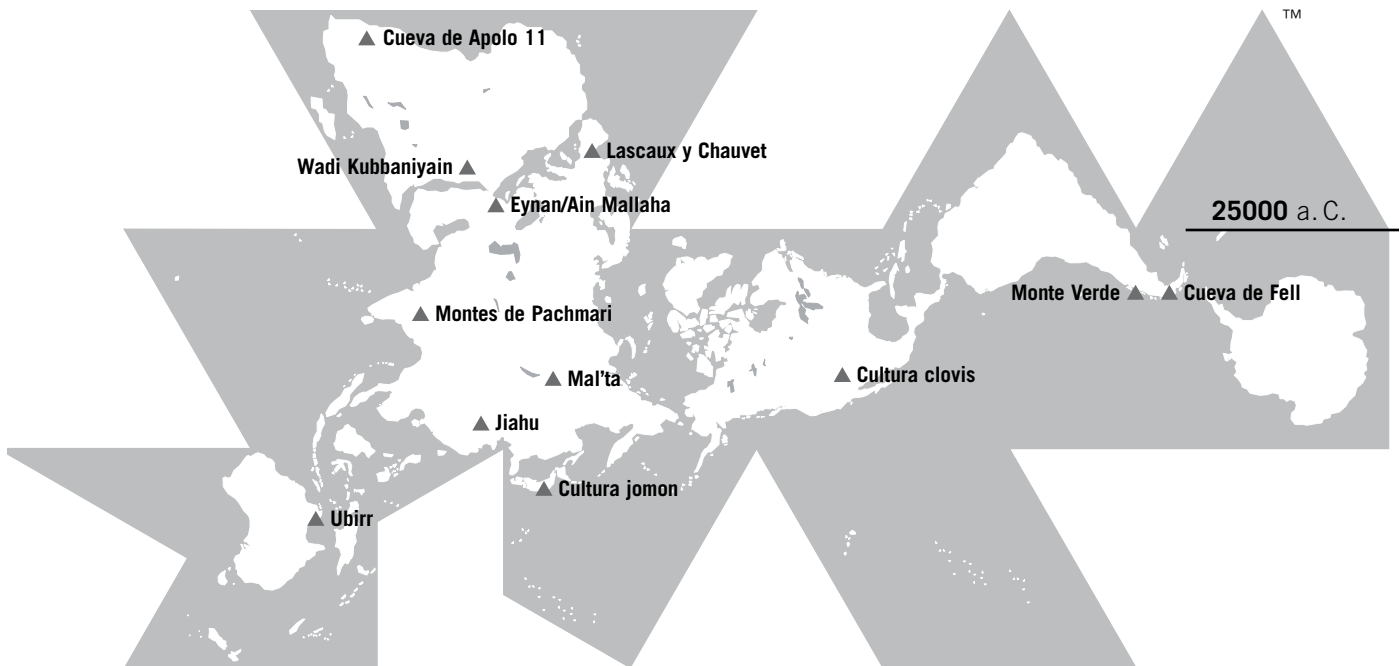 ™
Cueva de Apolo 11
Lascaux y Chauvet
Wadi Kubbaniyain
Eynan/Ain Mallaha
25000 a. C.
Monte Verde
Cueva de Fell
Montes de Pachmari
Mal'ta
Cultura clovis
Jiahu
Cultura jomon
Ubirr